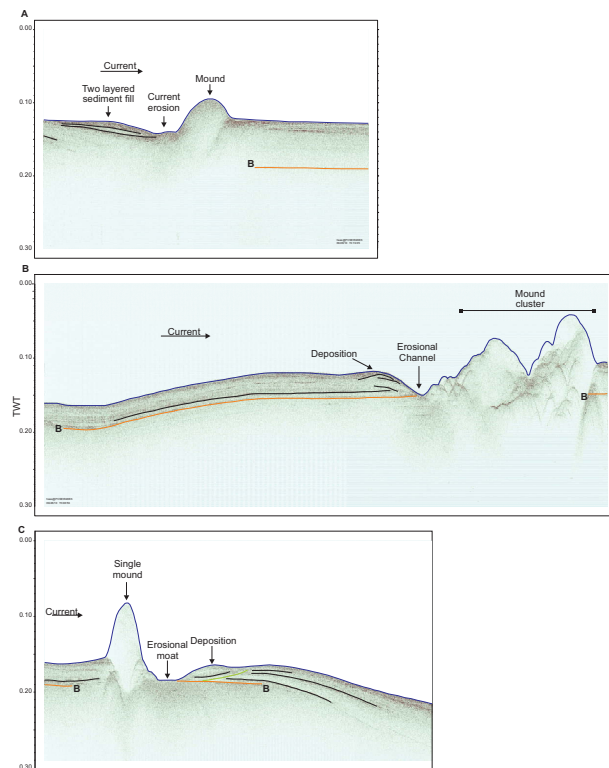 A
0.00
Current
Mound
Two layered
sediment fill
Current
erosion
0.10
B
0.20
0.30
B
0.00
Mound
cluster
Current
Erosional
Channel
Deposition
0.10
TWT
B
B
0.20
0.30
C
0.00
Single
mound
Current
0.10
Erosional
moat
Deposition
B
B
0.20
0.30